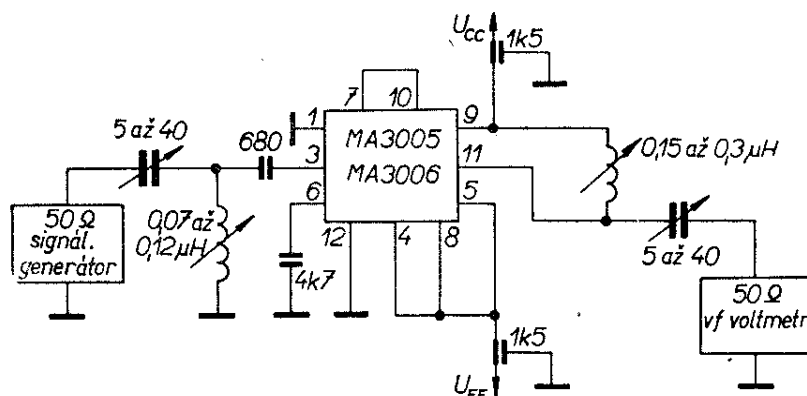 U_CC
1k5
7 10
1
9
5 až 40
680
MA3005
3
11
0,15 až 0,3 µH
MA3006
6
5
50 Ω
signál.
generátor
0,07 až
0,12 µH
12
4
8
4k7
5 až 40
50 Ω
vf voltmetr
1k5
U_EE